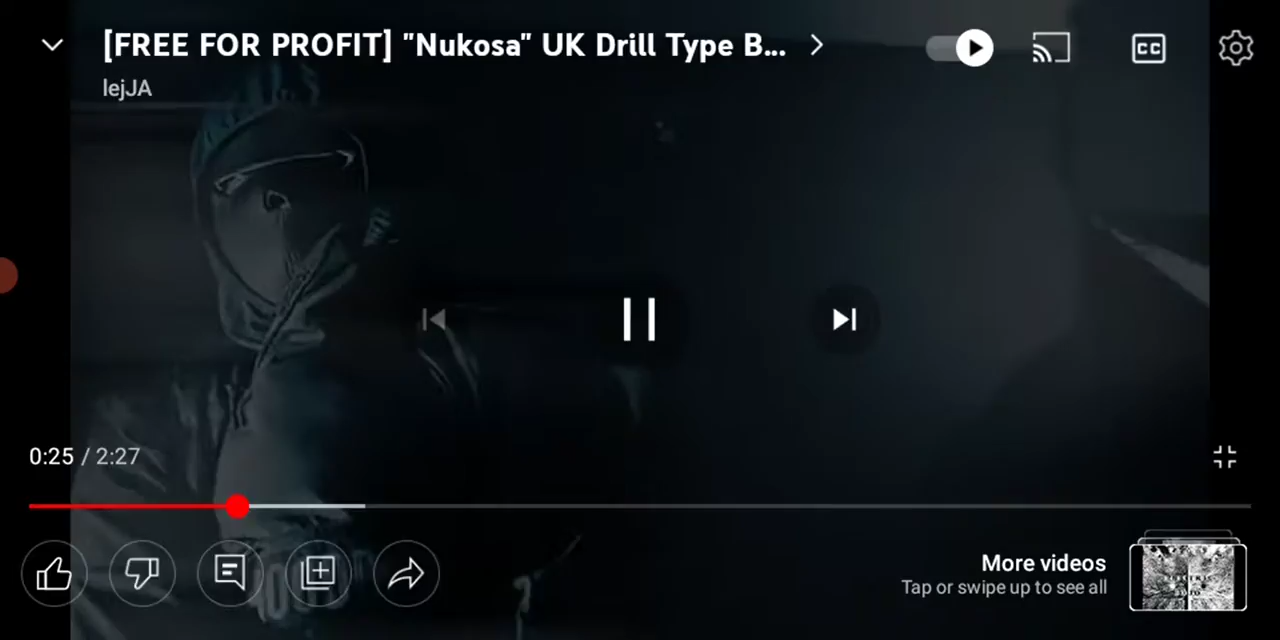 [FREE FOR PROFIT] "Nukosa" UK Drill Type B...
lejJA
CC
0:25 / 2:27
More videos
Tap or swipe up to see all